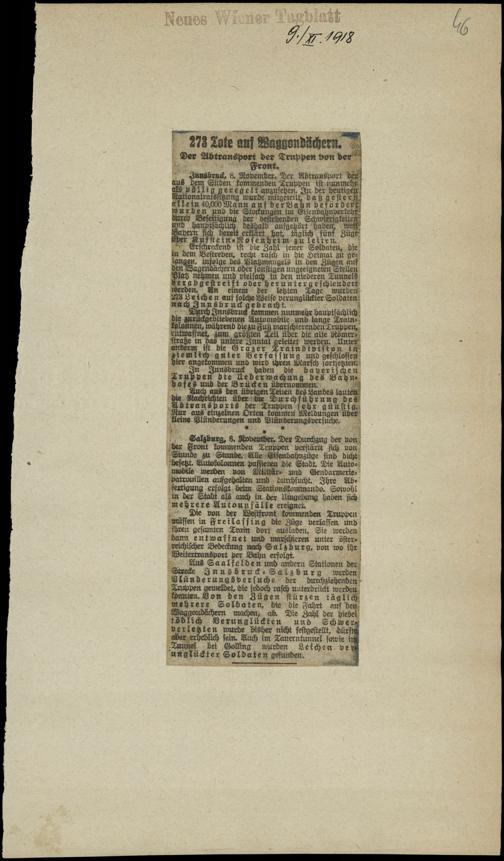 Neues Wiener Tagblatt
9./XI. 1918
46
273 Tote auf Waggondächern.
Der Abtransport der Truppen von der
Front.
Innsbruck, 8. November. Der Abtransport der
aus dem Süden kommenden Truppen ist nunmehr
als völlig geregelt anzusehen. In der heutigen
Nationalratssitzung wurde mitgeteilt, daß gestern
allein 40,000 Mann auf der Bahn befördert
wurden und die Stockungen im Eisenbahnverkehr
durch Beseitigung der bestehenden Schwierigkeiten
und hauptsächlich deshalb aufgehört haben, weil
Bayern sich bereit erklärt hat, täglich fünf Züge
über Kufstein-Rosenheim zu leiten.
Erschreckend ist die Zahl jener Soldaten, die
in dem Bestreben, recht rasch in die Heimat zu ge-
langen, infolge des Platzmangels in den Zügen auf
den Waggondächern oder sonstigen ungeeigneten Stellen
Platz nehmen und vielfach in den niederen Tunnels
herabgestreift oder heruntergeschleudert
werden. An einem der letzten Tage wurden
273 Leichen auf solche Weise verunglückter Soldaten
nach Innsbruck gebracht.
Durch Innsbruck kommen nunmehr hauptsächlich
die zurückgebliebenen Automobile und lange Train-
kolonnen, während die zu Fuß marschierenden Truppen,
entwaffnet, zum größten Teil über die alte Römer-
straße in das untere Inntal geleitet werden. Unter
anderm ist die Grazer Traindivision in
ziemlich guter Verfassung und geschlossen
hier angekommen und wird ihren Marsch fortsetzen.
In Innsbruck haben die bayerischen
Truppen die Ueberwachung des Bahn-
hofes und der Brücken übernommen.
Auch aus den übrigen Teilen des Landes lauten
die Nachrichten über die Durchführung des
Abtransports der Truppen sehr günstig.
Nur aus einzelnen Orten kommen Meldungen über
kleine Plünderungen und Plünderungsversuche.
* * *
Salzburg, 8. November. Der Durchzug der von
der Front kommenden Truppen verstärkt sich von
Stunde zu Stunde. Alle Eisenbahnzüge sind dicht
besetzt. Autokolonnen passieren die Stadt. Die Auto-
mobile werden von Militär- und Gendarmerie-
patrouillen aufgehalten und durchsucht. Ihre Ab-
fertigung erfolgt beim Stationskommando. Sowohl
in der Stadt als auch in der Umgebung haben sich
mehrere Autounfälle ereignet.
Die von der Westfront kommenden Truppen
müssen in Freilassing die Züge verlassen und
ihren gesamten Train dort ausladen. Sie werden
dann entwaffnet und marschieren unter öster-
reichischer Bedeckung nach Salzburg, von wo ihr
Weitertransport per Bahn erfolgt.
Aus Saalfelden und andern Stationen der
Strecke Innsbruck-Salzburg werden
Plünderungsversuche der durchziehenden
Truppen gemeldet, die jedoch rasch unterdrückt werden
konnten. Von den Zügen stürzen täglich
mehrere Soldaten, die die Fahrt auf den
Waggondächern machen, ab. Die Zahl der hiebei
tödlich Verunglückten und Schwer-
verletzten wurde bisher nicht festgestellt, dürfte
aber erheblich sein. Auch im Tauerntunnel sowie im
Tunnel bei Golling wurden Leichen ver-
unglückter Soldaten gefunden.